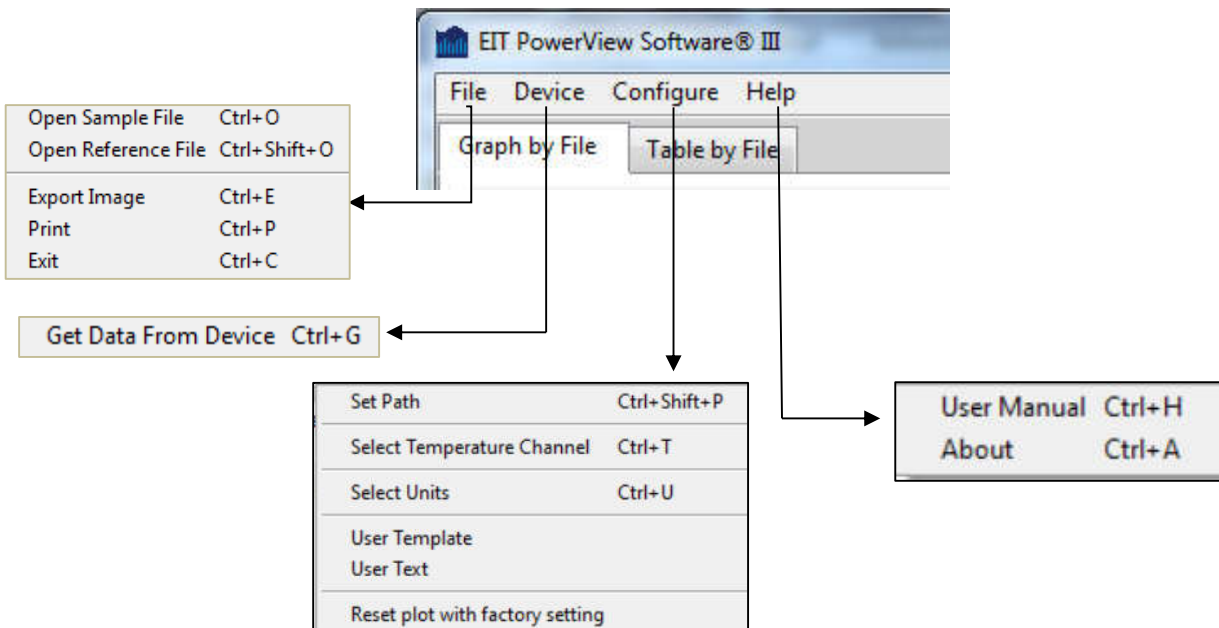 EIT PowerView Software® III
File Device Configure Help
Graph by File Table by File
Open Sample File Ctrl+O
Open Reference File Ctrl+Shift+O
Export Image Ctrl+E
Print Ctrl+P
Exit Ctrl+C
Get Data From Device Ctrl+G
Set Path Ctrl+Shift+P
Select Temperature Channel Ctrl+T
Select Units Ctrl+U
User Template
User Text
Reset plot with factory setting
User Manual Ctrl+H
About Ctrl+A